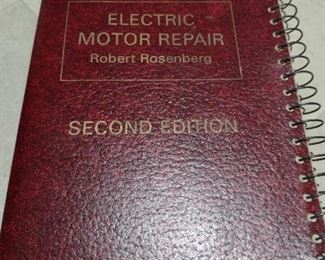 ELECTRIC
MOTOR REPAIR
Robert Rosenberg
SECOND EDITION